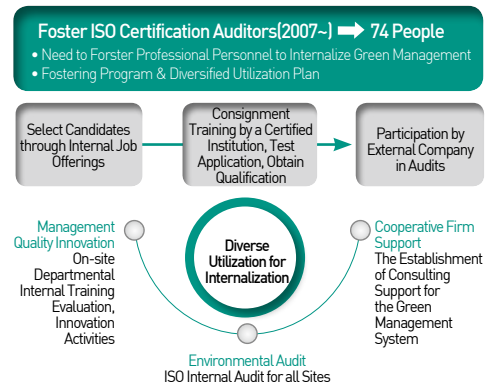 Foster ISO Certification Auditors(2007~) ➡ 74 People
• Need to Forster Professional Personnel to Internalize Green Management
• Fostering Program & Diversified Utilization Plan
Select Candidates
through Internal Job
Offerings
Consignment
Training by a Certified
Institution, Test
Application, Obtain
Qualification
Participation by
External Company
in Audits
Management
Quality Innovation
On-site
Departmental
Internal Training
Evaluation,
Innovation
Activities
Diverse
Utilization for
Internalization
Cooperative Firm
Support
The Establishment
of Consulting
Support for
the Green
Management
System
Environmental Audit
ISO Internal Audit for all Sites